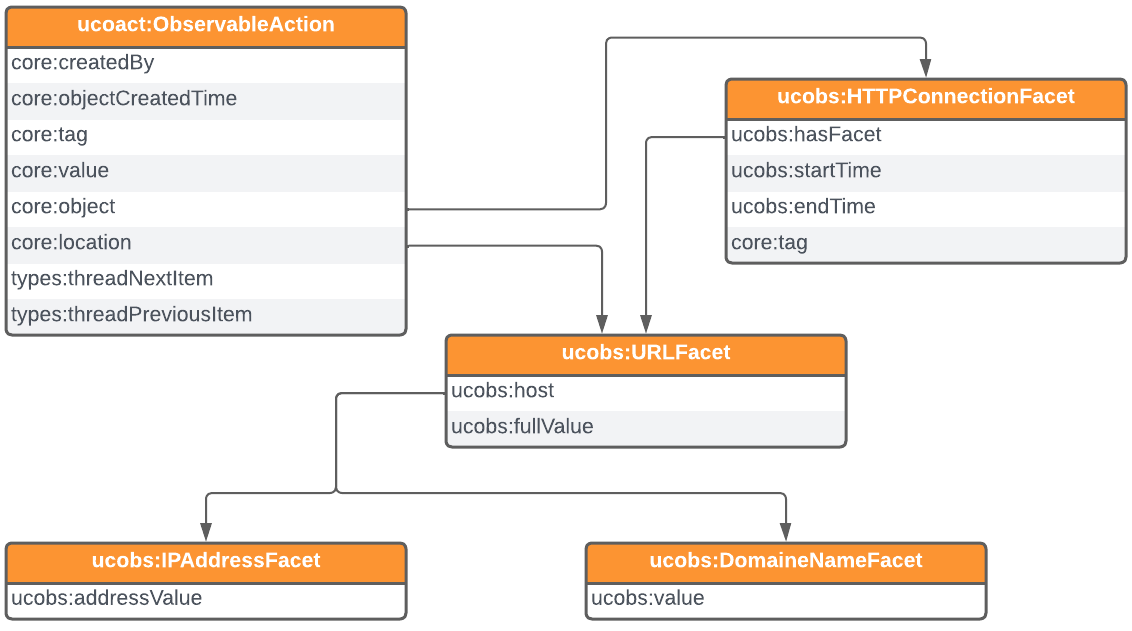 ucoact:ObservableAction
core:createdBy
core:objectCreatedTime
core:tag
core:value
core:object
core:location
types:threadNextItem
types:threadPreviousItem
ucobs:HTTPConnectionFacet
ucobs:hasFacet
ucobs:startTime
ucobs:endTime
core:tag
ucobs:URLFacet
ucobs:host
ucobs:fullValue
ucobs:IPAddressFacet
ucobs:addressValue
ucobs:DomaineNameFacet
ucobs:value